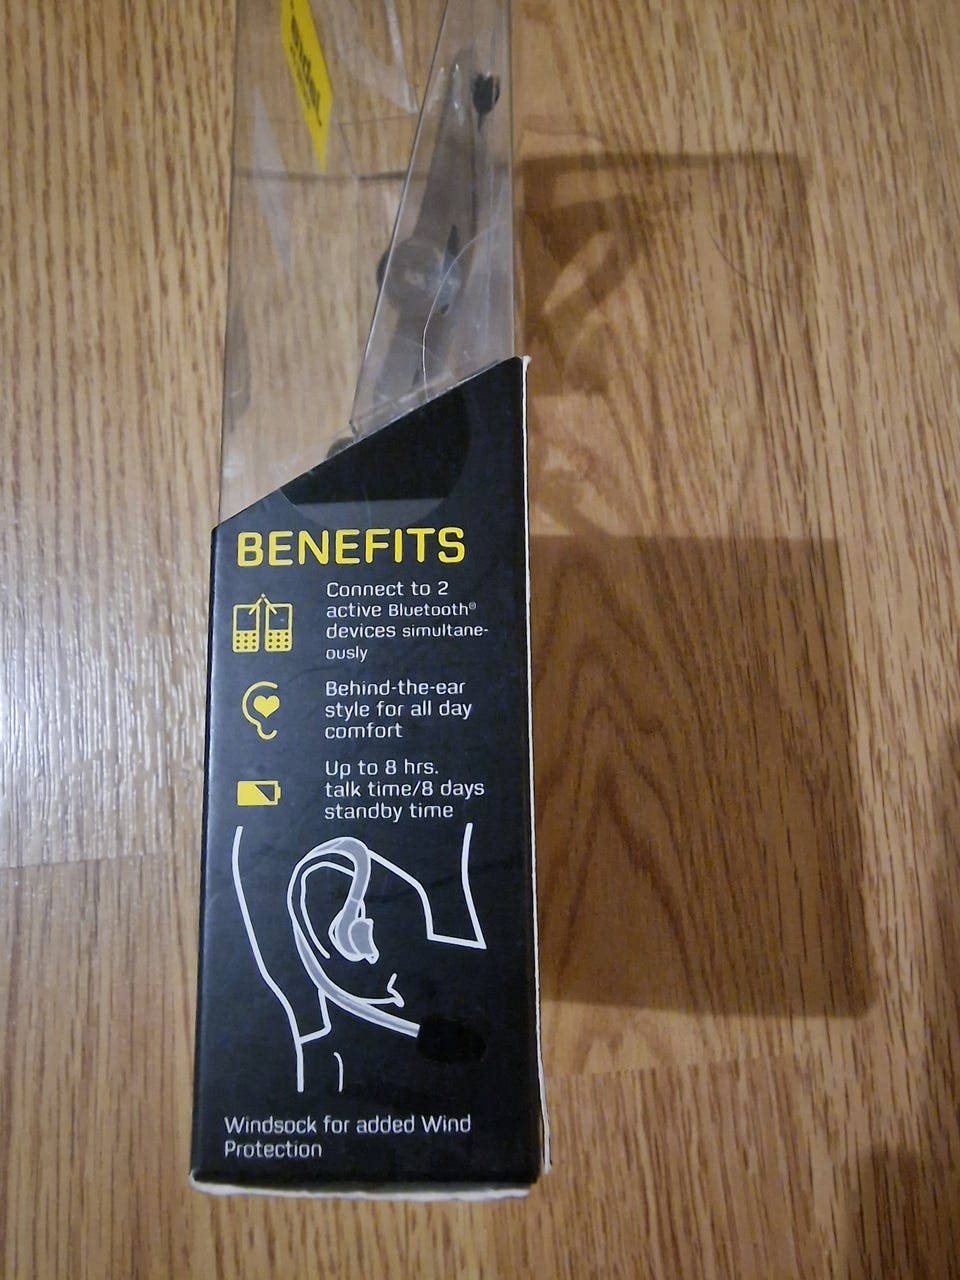 BENEFITS
Connect to 2
active Bluetooth®
devices simultane-
ously
Behind-the-ear
style for all day
comfort
Up to 8 hrs.
talk time/8 days
standby time
Windsock for added Wind
Protection